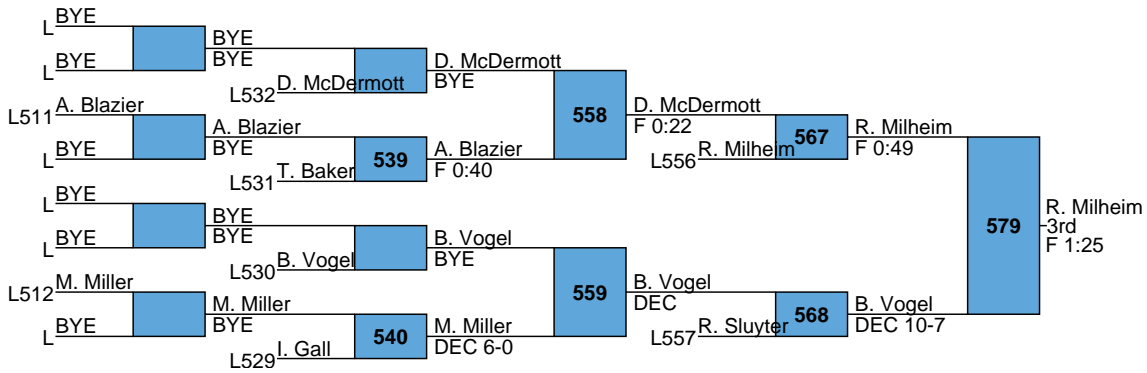 L BYE
L BYE
BYE
BYE
L532 D. McDermott
D. McDermott
BYE
L511 A. Blazier
L BYE
A. Blazier
BYE
L531 T. Baker
539
A. Blazier
F 0:40
558
D. McDermott
F 0:22
L556 R. Milheim
567
R. Milheim
F 0:49
L BYE
L BYE
BYE
BYE
L530 B. Vogel
B. Vogel
BYE
L512 M. Miller
L BYE
M. Miller
BYE
L529 I. Gall
540
M. Miller
DEC 6-0
559
B. Vogel
DEC
L557 R. Sluyter
568
B. Vogel
DEC 10-7
579
R. Milheim
3rd
F 1:25